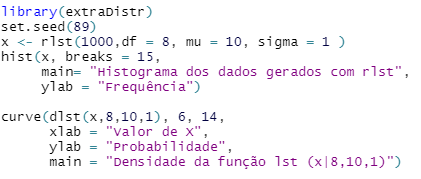 library(extraDistr)
set.seed(89)
x <- rlst(1000,df = 8, mu = 10, sigma = 1 )
hist(x, breaks = 15,
     main= "Histograma dos dados gerados com rlst",
     ylab = "Frequência")

curve(dlst(x,8,10,1), 6, 14,
      xlab = "Valor de X",
      ylab = "Probabilidade",
      main = "Densidade da função lst (x|8,10,1)")